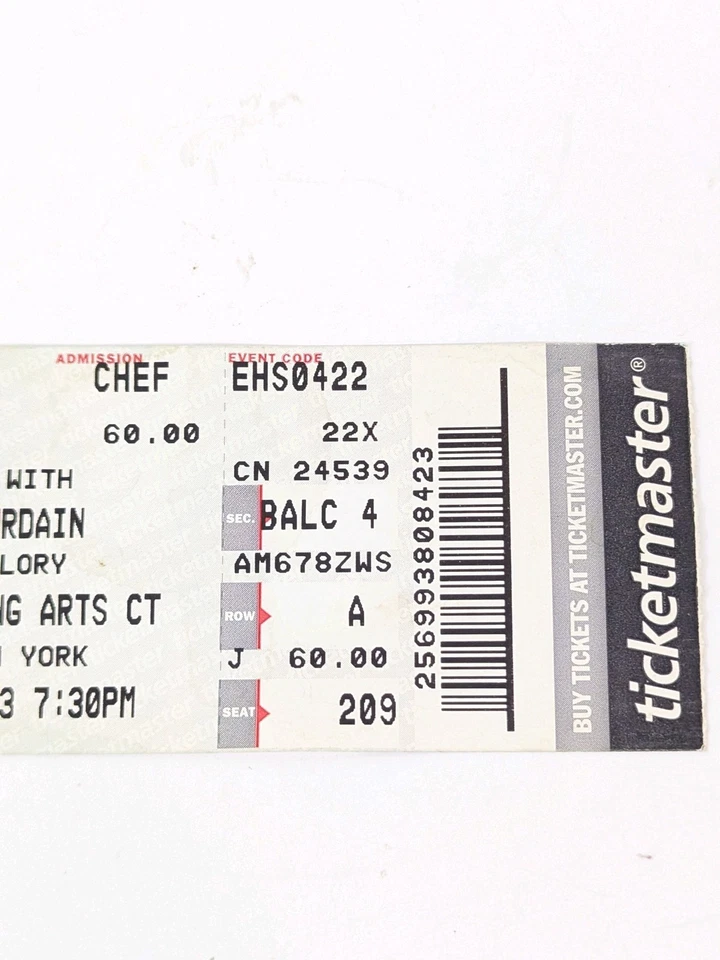 ADMISSION
CHEF
60.00
WITH
RDAIN
LORY
NG ARTS CT
YORK
3 7:30PM
EVENT CODE
EHS0422
22X
CN 24539
SEC. BALC 4
AM678ZWS
ROW A
J 60.00
SEAT 209
256993808423
BUY TICKETS AT TICKETMASTER.COM
ticketmaster®